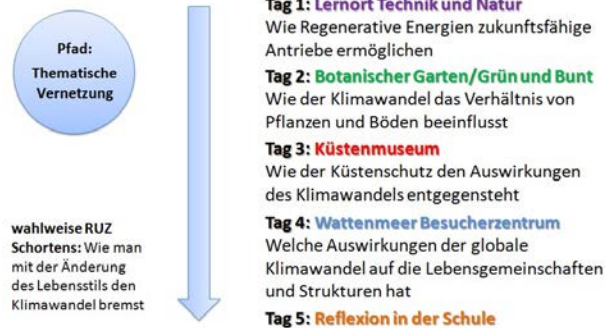 Pfad:
Thematische
Vernetzung
wahlweise RUZ
Schortens: Wie man
mit der Änderung
des Lebensstils den
Klimawandel bremst
Tag 1: Lernort Technik und Natur
Wie Regenerative Energien zukunftsfähige
Antriebe ermöglichen
Tag 2: Botanischer Garten/Grün und Bunt
Wie der Klimawandel das Verhältnis von
Pflanzen und Böden beeinflusst
Tag 3: Küstenmuseum
Wie der Küstenschutz den Auswirkungen
des Klimawandels entgegensteht
Tag 4: Wattenmeer Besucherzentrum
Welche Auswirkungen der globale
Klimawandel auf die Lebensgemeinschaften
und Strukturen hat
Tag 5: Reflexion in der Schule